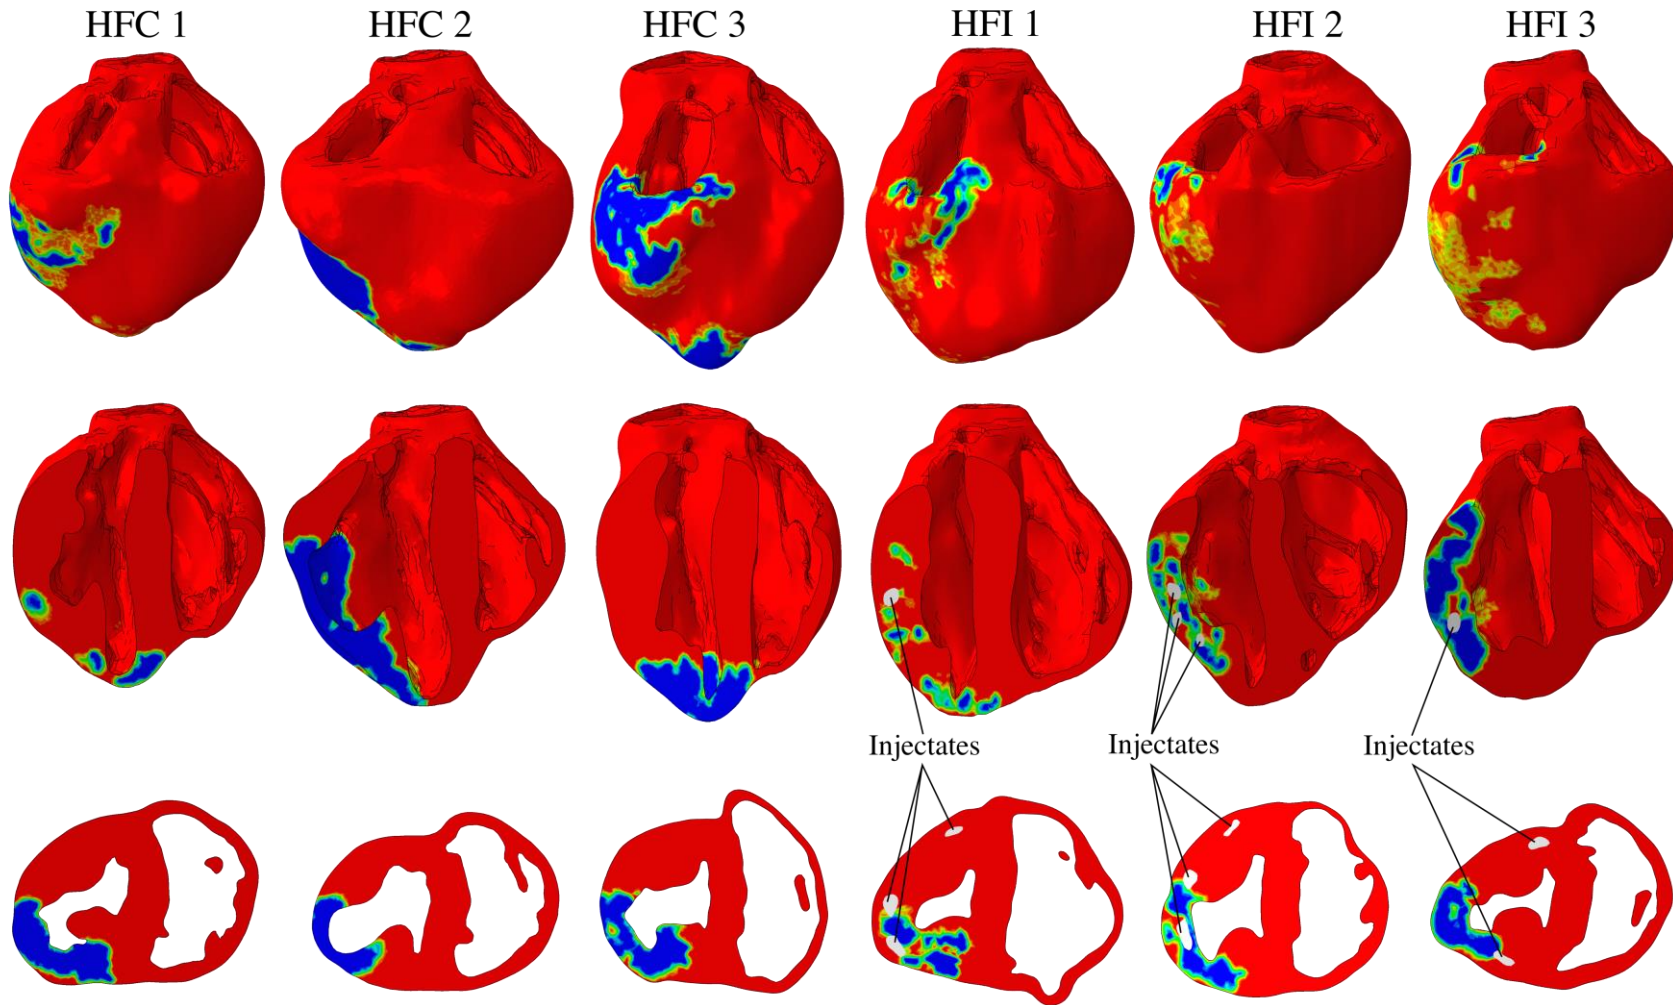 HFC 1
HFC 2
HFC 3
HFI 1
HFI 2
HFI 3
Injectates
Injectates
Injectates